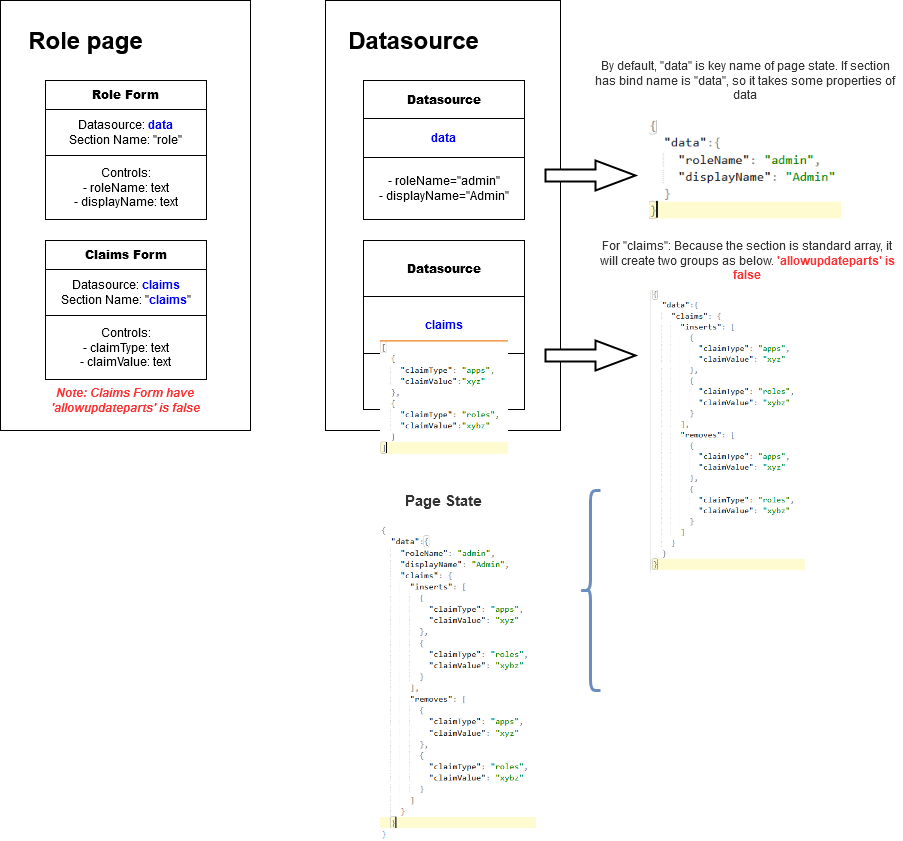 Role page
Role Form
Datasource: data
Section Name: "role"
Controls:
- roleName: text
- displayName: text
Claims Form
Datasource: claims
Section Name: "claims"
Controls:
- claimType: text
- claimValue: text
Note: Claims Form have
'allowupdateparts' is false
Datasource
Datasource
data
- roleName="admin"
- displayName="Admin"
Datasource
claims
[
{
"claimType": "apps",
"claimValue":"xyz"
},
{
"claimType": "roles",
"claimValue":"xybz"
}
]
By default, "data" is key name of page state. If section
has bind name is "data", so it takes some properties of
data
{
"data":{
"roleName": "admin",
"displayName": "Admin"
}
}
For "claims": Because the section is standard array, it
will create two groups as below. 'allowupdateparts' is
false
{
"data":{
"claims": {
"inserts": [
{
"claimType": "apps",
"claimValue": "xyz"
},
{
"claimType": "roles",
"claimValue": "xybz"
}
],
"removes": [
{
"claimType": "apps",
"claimValue": "xyz"
},
{
"claimType": "roles",
"claimValue": "xybz"
}
]
}
}
}
Page State
{
"data":{
"roleName": "admin",
"displayName": "Admin",
"claims": {
"inserts": [
{
"claimType": "apps",
"claimValue": "xyz"
},
{
"claimType": "roles",
"claimValue": "xybz"
}
],
"removes": [
{
"claimType": "apps",
"claimValue": "xyz"
},
{
"claimType": "roles",
"claimValue": "xybz"
}
]
}
}
}